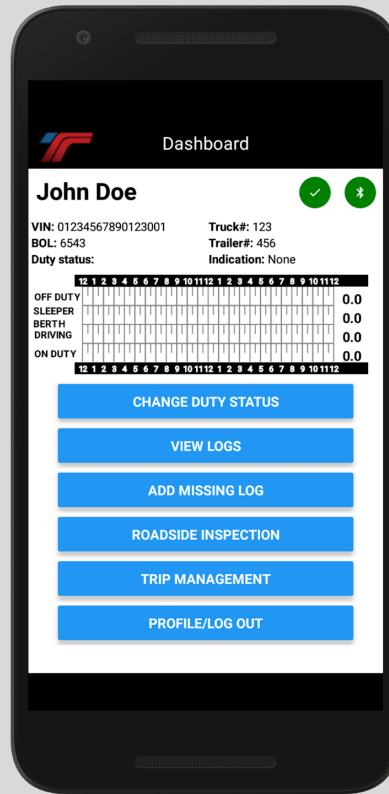 Dashboard
John Doe
VIN: 01234567890123001 Truck#: 123
BOL: 6543 Trailer#: 456
Duty status: Indication: None
12 1 2 3 4 5 6 7 8 9 10 11 12 1 2 3 4 5 6 7 8 9 10 11 12
OFF DUTY 0.0
SLEEPER BERTH 0.0
DRIVING 0.0
ON DUTY 0.0
12 1 2 3 4 5 6 7 8 9 10 11 12 1 2 3 4 5 6 7 8 9 10 11 12
CHANGE DUTY STATUS
VIEW LOGS
ADD MISSING LOG
ROADSIDE INSPECTION
TRIP MANAGEMENT
PROFILE/LOG OUT